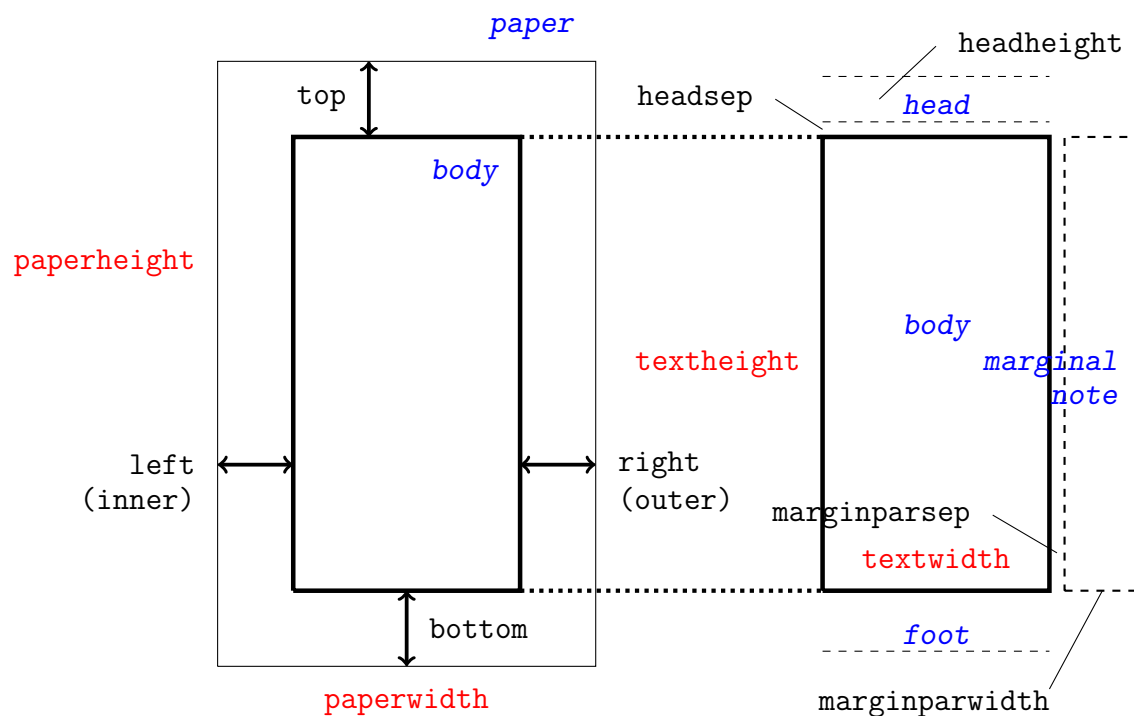 paper
headheight
top
headsep
head
body
paperheight
body
textheight
marginal
note
left
(inner)
right
(outer)
marginparsep
textwidth
bottom
foot
paperwidth
marginparwidth